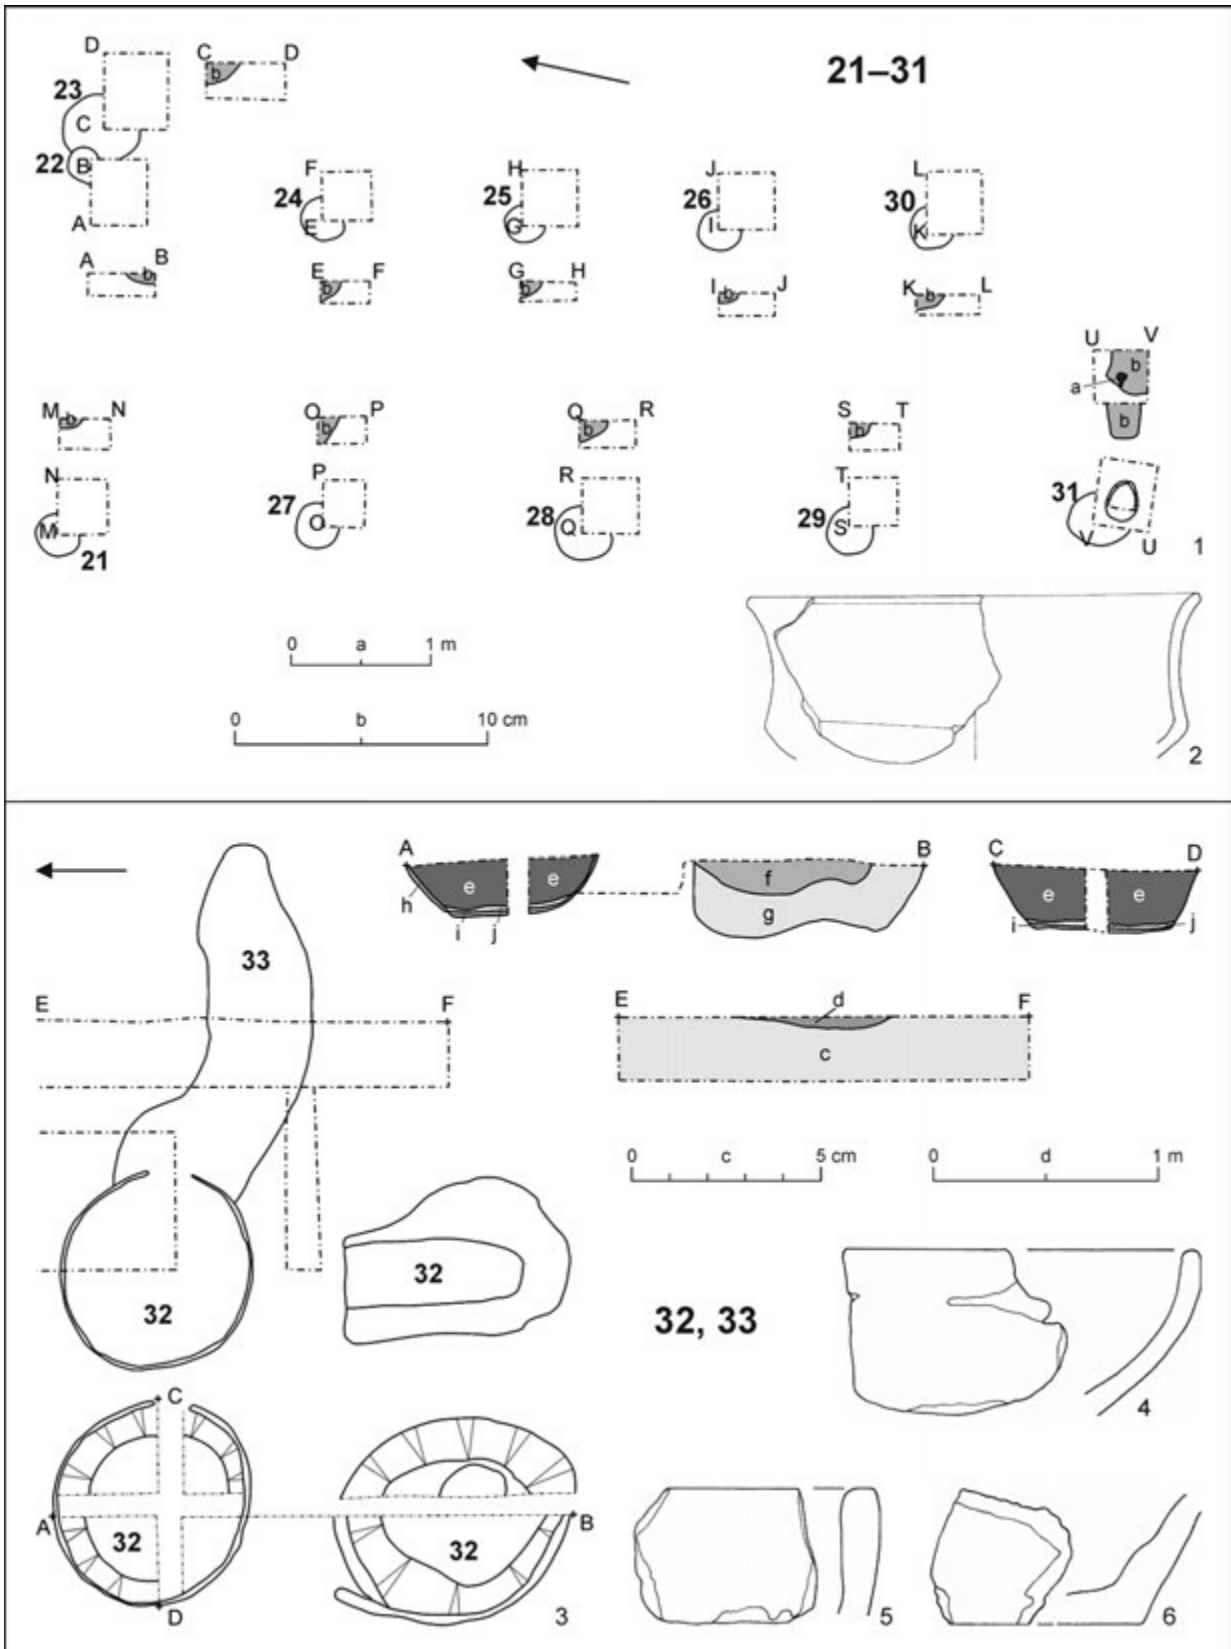 D C D 21–31
23 b
C
22 B F H J L
24 25 26 30
A E G I K
A B E F G H I J K L
b b b b b
U V
b
a
b
M N O P Q R S T
b b b b
N P R T
27 28 29 31
M O Q S V U
21 1
0 a 1 m
0 b 10 cm
2
A B C D
e e f e e
h g
i j i j
33
E F E d F
c
0 c 5 cm 0 d 1 m
32 32
32, 33
4
C
A 32 32 B
D 3 5 6